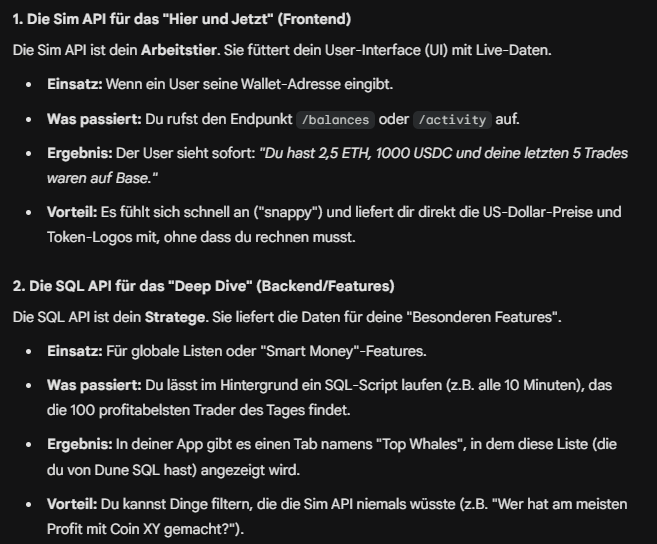 1. Die Sim API für das "Hier und Jetzt" (Frontend)
Die Sim API ist dein Arbeitstier. Sie füttert dein User-Interface (UI) mit Live-Daten.
• Einsatz: Wenn ein User seine Wallet-Adresse eingibt.
• Was passiert: Du rufst den Endpunkt /balances oder /activity auf.
• Ergebnis: Der User sieht sofort: "Du hast 2,5 ETH, 1000 USDC und deine letzten 5 Trades
waren auf Base."
• Vorteil: Es fühlt sich schnell an ("snappy") und liefert dir direkt die US-Dollar-Preise und
Token-Logos mit, ohne dass du rechnen musst.
2. Die SQL API für das "Deep Dive" (Backend/Features)
Die SQL API ist dein Stratege. Sie liefert die Daten für deine "Besonderen Features".
• Einsatz: Für globale Listen oder "Smart Money"-Features.
• Was passiert: Du lässt im Hintergrund ein SQL-Script laufen (z.B. alle 10 Minuten), das
die 100 profitabelsten Trader des Tages findet.
• Ergebnis: In deiner App gibt es einen Tab namens "Top Whales", in dem diese Liste (die
du von Dune SQL hast) angezeigt wird.
• Vorteil: Du kannst Dinge filtern, die die Sim API niemals wüsste (z.B. "Wer hat am meisten
Profit mit Coin XY gemacht?").